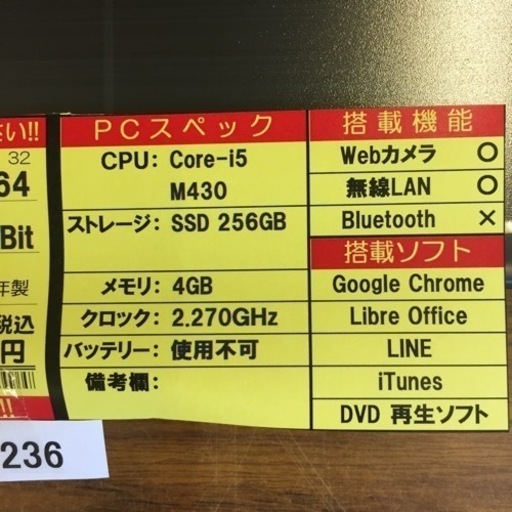 さい!!
32
64
Bit
年製
税込
円
!!
236
PCスペック
CPU: Core-i5
M430
ストレージ: SSD 256GB
メモリ: 4GB
クロック: 2.270GHz
バッテリー: 使用不可
備考欄:
搭載機能
Webカメラ ○
無線LAN ○
Bluetooth ×
搭載ソフト
Google Chrome
Libre Office
LINE
iTunes
DVD 再生ソフト